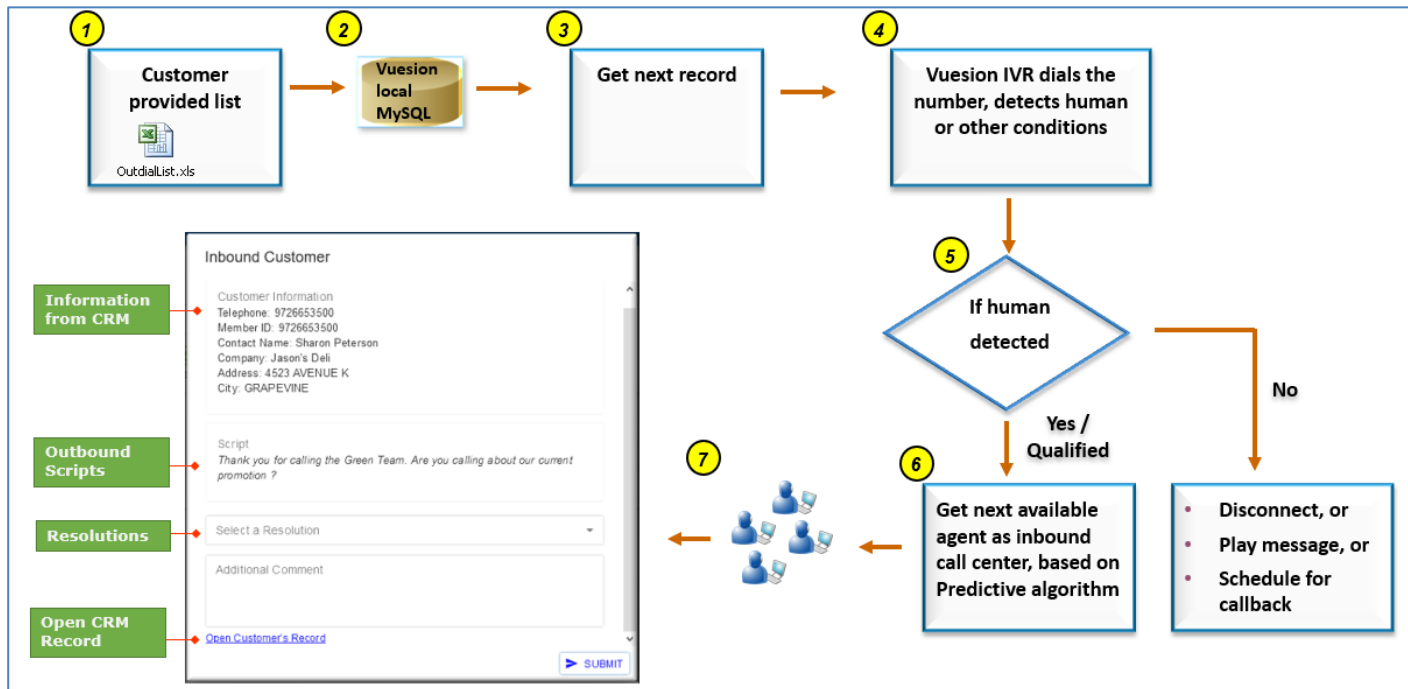 1
Customer
provided list
OutdialList.xls
2
Vuesion
local
MySQL
3
Get next record
4
Vuesion IVR dials the
number, detects human
or other conditions
5
If human
detected
No
Yes /
Qualified
6
Get next available
agent as inbound
call center, based on
Predictive algorithm
• Disconnect, or
• Play message, or
• Schedule for
callback
7
Information
from CRM
Outbound
Scripts
Resolutions
Open CRM
Record
Inbound Customer
Customer Information
Telephone: 9726653500
Member ID: 9726653500
Contact Name: Sharon Peterson
Company: Jason's Deli
Address: 4523 AVENUE K
City: GRAPEVINE
Script
Thank you for calling the Green Team. Are you calling about our current
promotion ?
Select a Resolution
Additional Comment
Open Customer's Record
SUBMIT